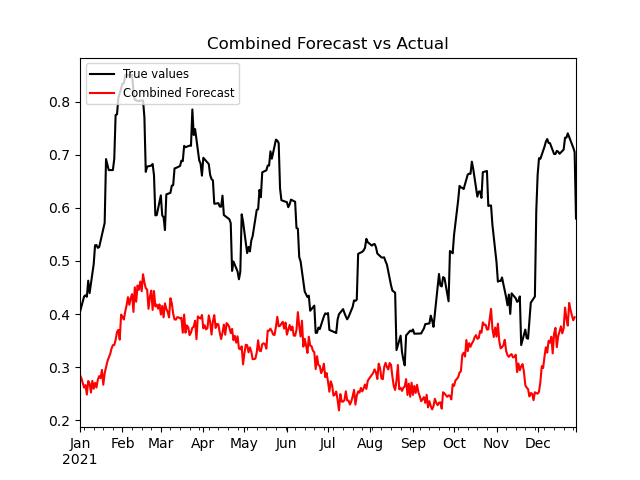 Combined Forecast vs Actual
True values
Combined Forecast
0.8
0.7
0.6
0.5
0.4
0.3
0.2
Jan Feb Mar Apr May Jun Jul Aug Sep Oct Nov Dec
2021